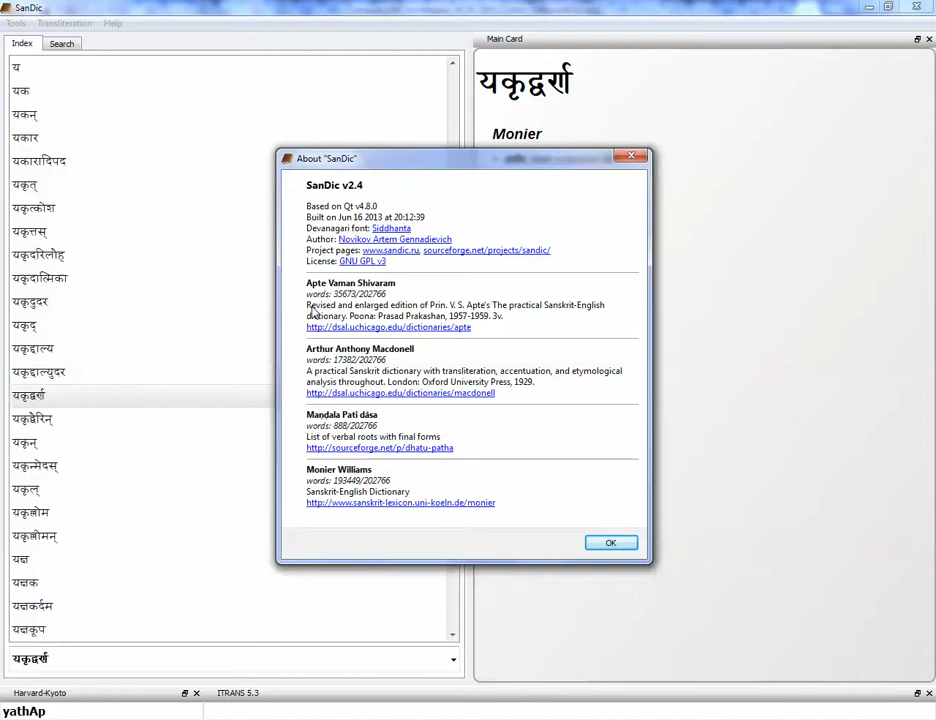 SanDic
Tools Transliteration Help
Index Search
य
यक
यकन्
यकार
यकारादिपद
यकृत्
यकृत्कोश
यकृत्तस्
यकृदरिलौह
यकृदात्मिका
यकृदुदर
यकृद्
यकृद्दाल्य
यकृद्दाल्युदर
यकृद्वर्ण
यकृद्वैरिन्
यकृन्
यकृन्मेदस्
यकृल्
यकृल्लोम
यकृल्लोमन्
यक्ष
यक्षक
यक्षकर्दम
यक्षकूप
यकृद्वर्ण
Main Card
यकृद्वर्ण
Monier
About "SanDic"
SanDic v2.4
Based on Qt v4.8.0
Built on Jun 16 2013 at 20:12:39
Devanagari font: Siddhanta
Author: Novikov Artem Gennadievich
Project pages: www.sandic.ru, sourceforge.net/projects/sandic/
License: GNU GPL v3
Apte Vaman Shivaram
words: 35673/202766
Revised and enlarged edition of Prin. V. S. Apte's The practical Sanskrit-English
dictionary. Poona: Prasad Prakashan, 1957-1959. 3v.
http://dsal.uchicago.edu/dictionaries/apte
Arthur Anthony Macdonell
words: 17382/202766
A practical Sanskrit dictionary with transliteration, accentuation, and etymological
analysis throughout. London: Oxford University Press, 1929.
http://dsal.uchicago.edu/dictionaries/macdonell
Maṇḍala Pati dāsa
words: 888/202766
List of verbal roots with final forms
http://sourceforge.net/p/dhatu-patha
Monier Williams
words: 193449/202766
Sanskrit-English Dictionary
http://www.sanskrit-lexicon.uni-koeln.de/monier
OK
Harvard-Kyoto ITRANS 5.3
yathAp